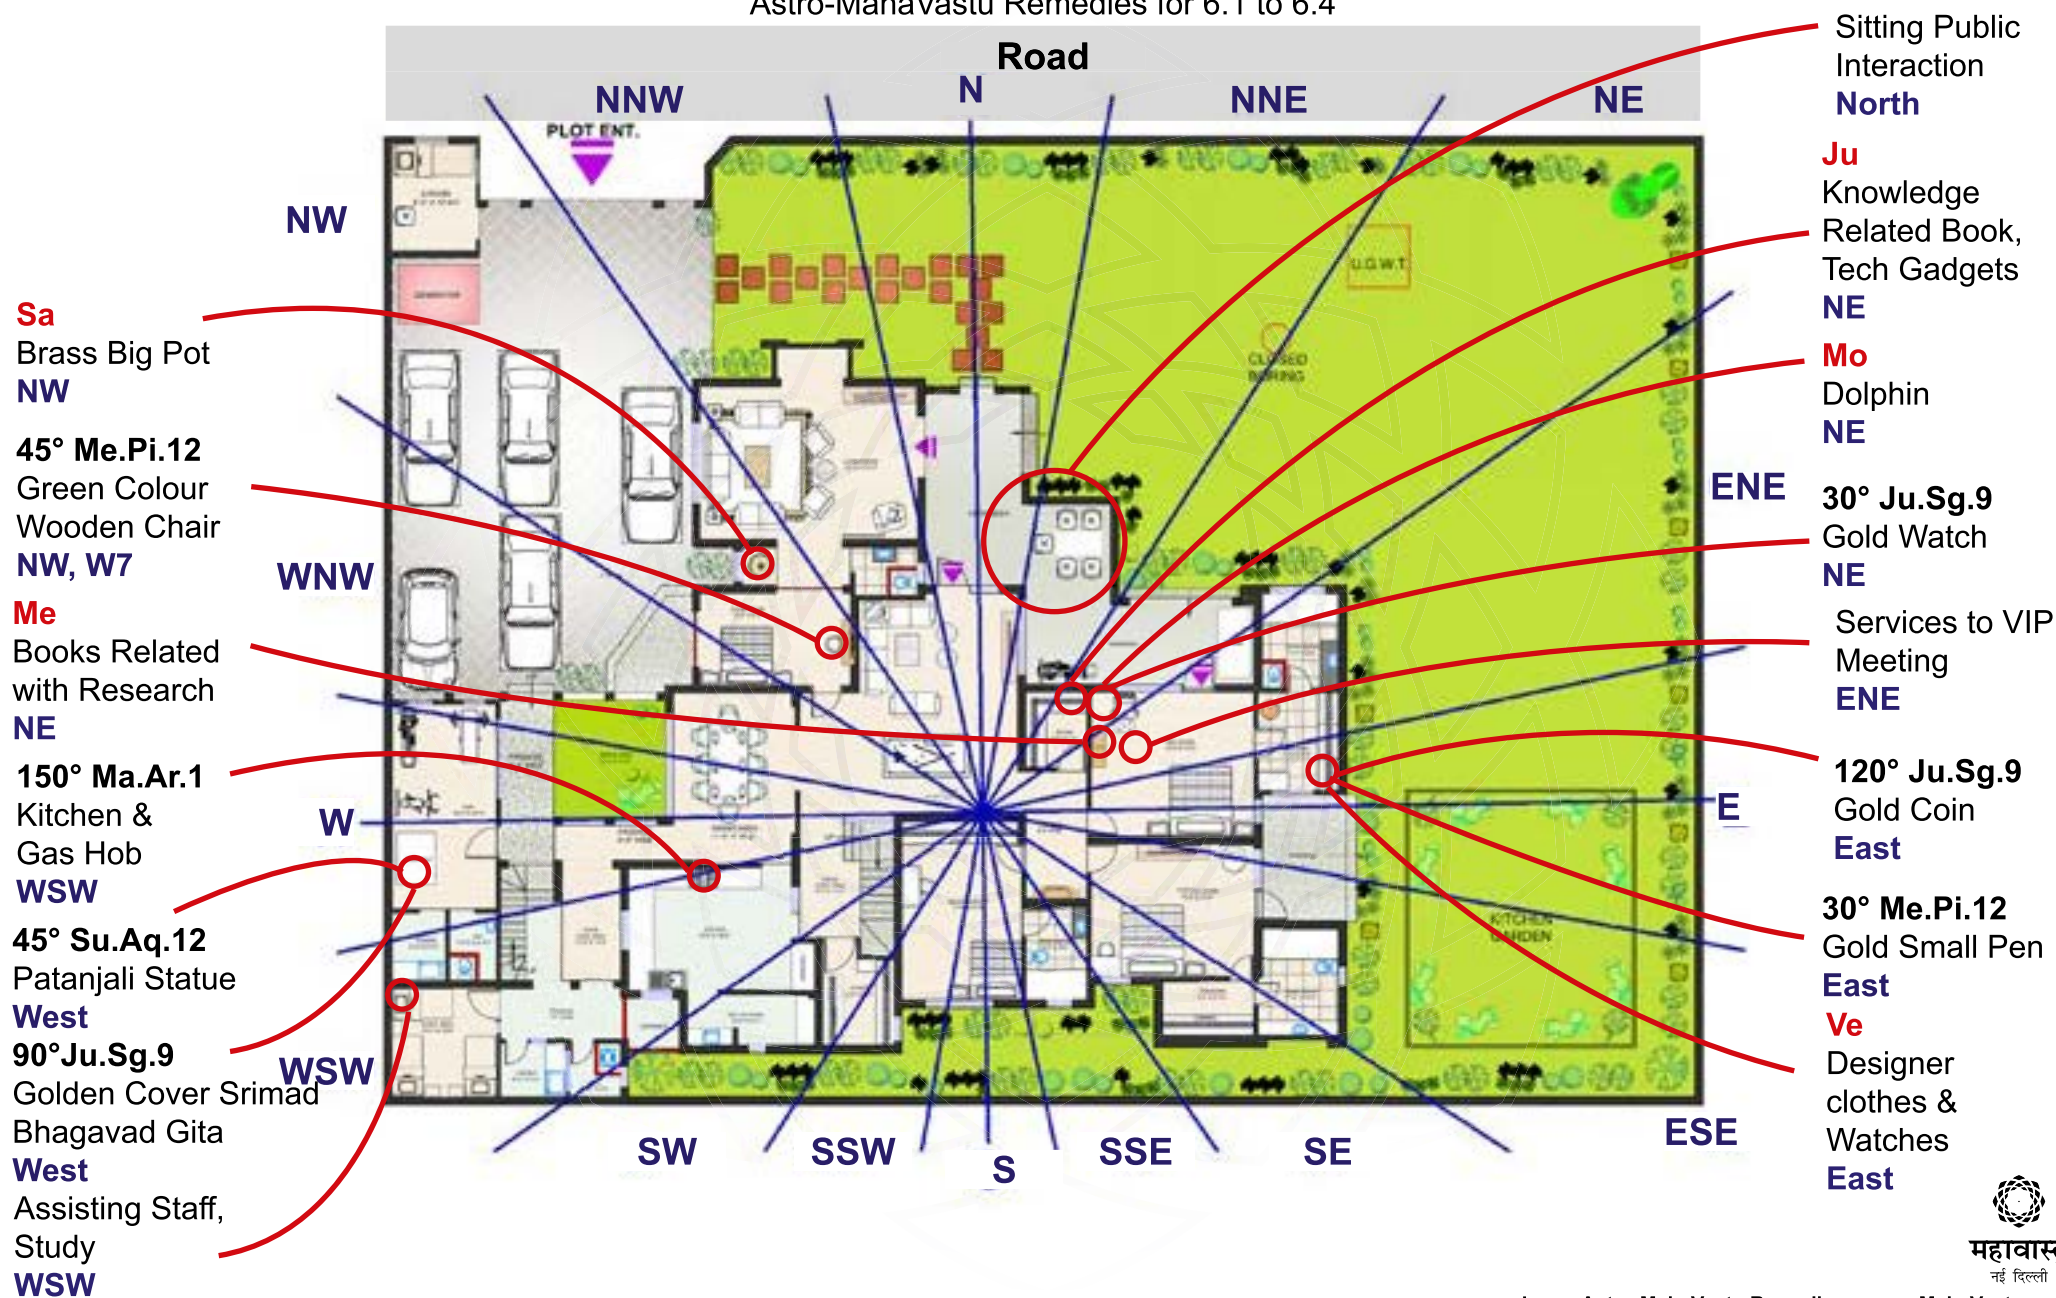 Astro-MahaVastu Remedies for 6.1 to 6.4
Road
NNW
N
NNE
NE
PLOT ENT.
NW
WNW
W
WSW
SW
SSW
S
SSE
SE
ESE
E
ENE
U.G.W.T.
CLOSED
BORING
KITCHEN
GARDEN
GENERATOR
Sa
Brass Big Pot
NW
45° Me.Pi.12
Green Colour
Wooden Chair
NW, W7
Me
Books Related
with Research
NE
150° Ma.Ar.1
Kitchen &
Gas Hob
WSW
45° Su.Aq.12
Patanjali Statue
West
90°Ju.Sg.9
Golden Cover Srimad
Bhagavad Gita
West
Assisting Staff,
Study
WSW
Sitting Public
Interaction
North
Ju
Knowledge
Related Book,
Tech Gadgets
NE
Mo
Dolphin
NE
30° Ju.Sg.9
Gold Watch
NE
Services to VIP
Meeting
ENE
120° Ju.Sg.9
Gold Coin
East
30° Me.Pi.12
Gold Small Pen
East
Ve
Designer
clothes &
Watches
East
महावास्
नई दिल्ली